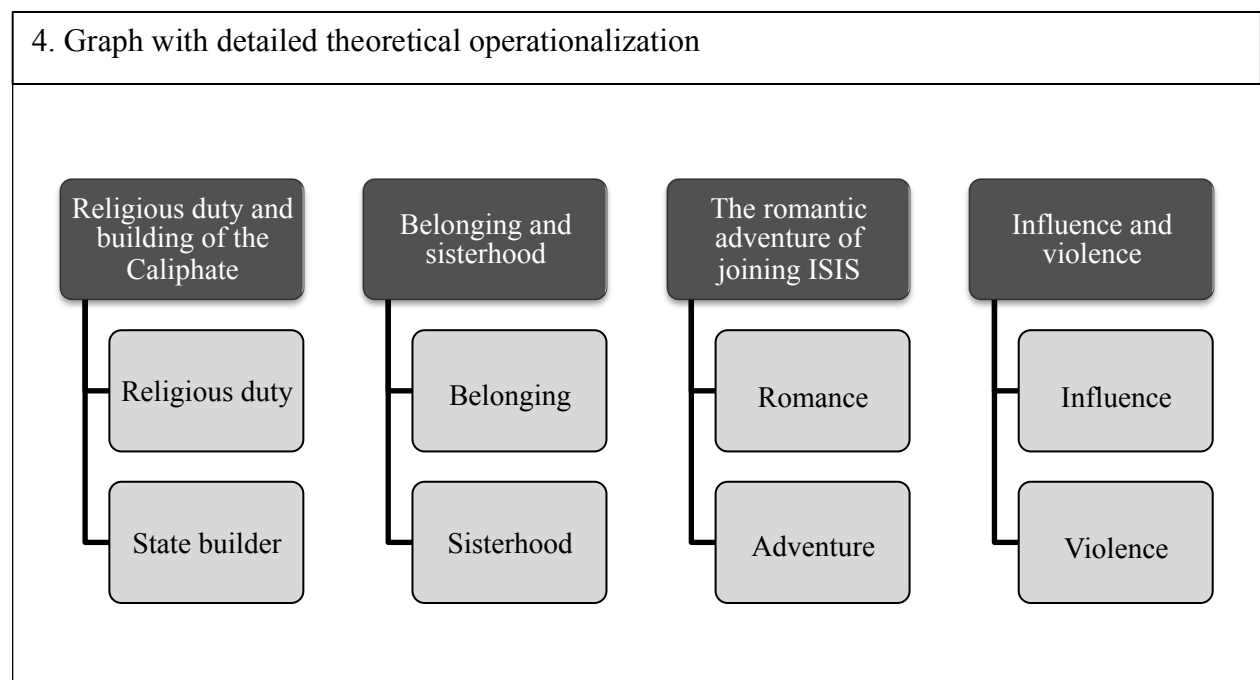 4. Graph with detailed theoretical operationalization
Religious duty and
building of the
Caliphate
Religious duty
State builder
Belonging and
sisterhood
Belonging
Sisterhood
The romantic
adventure of
joining ISIS
Romance
Adventure
Influence and
violence
Influence
Violence